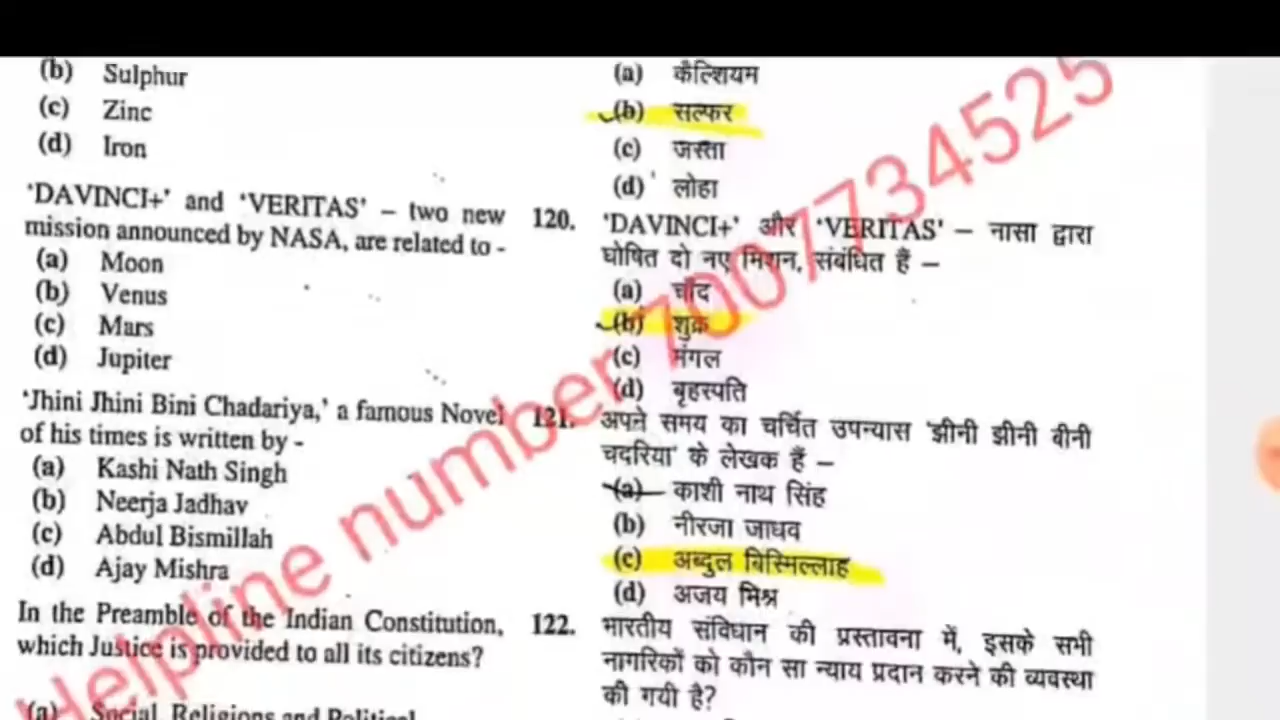 (b) Sulphur
(c) Zinc
(d) Iron
'DAVINCI+' and 'VERITAS' – two new
mission announced by NASA, are related to -
(a) Moon
(b) Venus
(c) Mars
(d) Jupiter
'Jhini Jhini Bini Chadariya,' a famous Novel
of his times is written by -
(a) Kashi Nath Singh
(b) Neerja Jadhav
(c) Abdul Bismillah
(d) Ajay Mishra
In the Preamble of the Indian Constitution,
which Justice is provided to all its citizens?
(a) Social, Religions and Political
(a) कैल्शियम
(b) सल्फर
(c) जस्ता
(d) लोहा
120. 'DAVINCI+' और 'VERITAS' – नासा द्वारा
घोषित दो नए मिशन, संबंधित हैं –
(a) चाँद
(b) शुक्र
(c) मंगल
(d) बृहस्पति
121. अपने समय का चर्चित उपन्यास 'झीनी झीनी बीनी
चदरिया' के लेखक हैं –
(a) काशी नाथ सिंह
(b) नीरजा जाधव
(c) अब्दुल बिस्मिल्लाह
(d) अजय मिश्र
122. भारतीय संविधान की प्रस्तावना में, इसके सभी
नागरिकों को कौन सा न्याय प्रदान करने की व्यवस्था
की गयी है?
Helpline number 7007734525